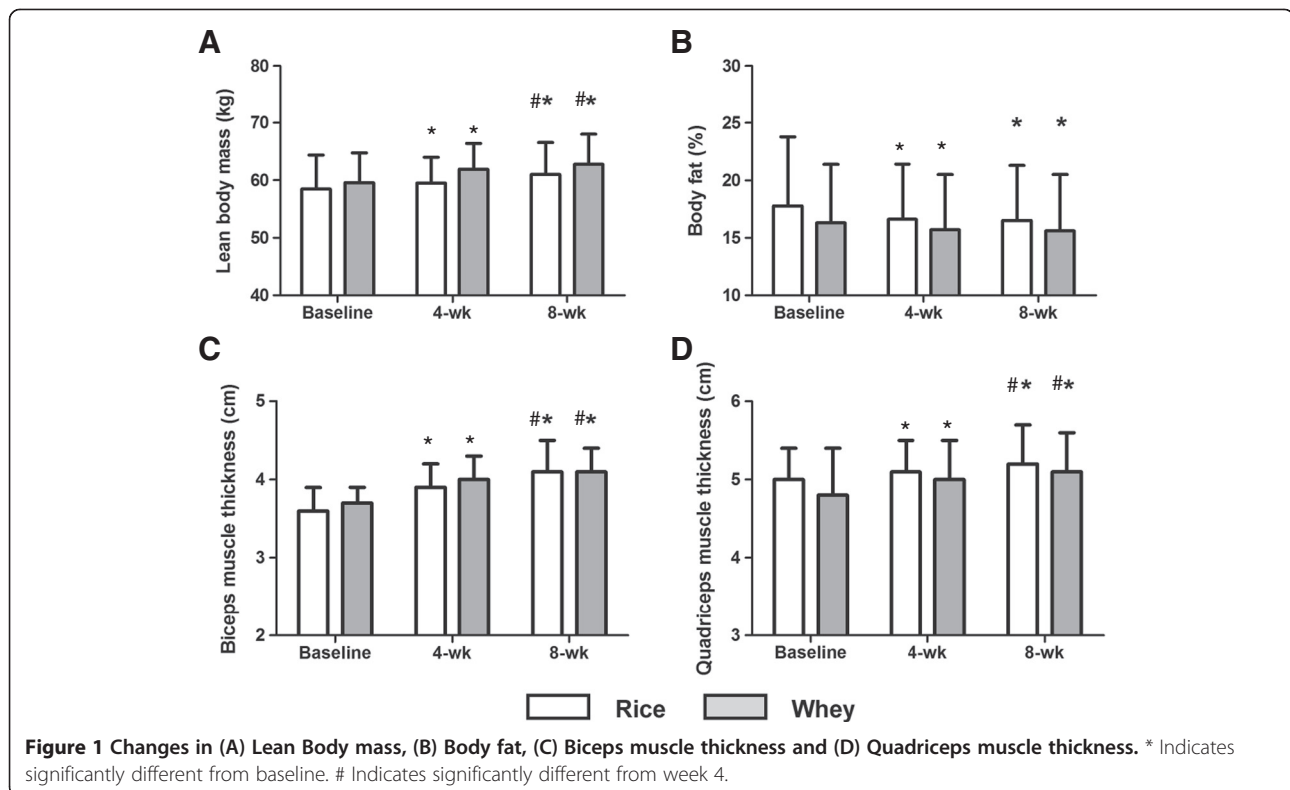 A
Lean body mass (kg)
80
70
60
50
40
* * #* #*
Baseline 4-wk 8-wk
B
Body fat (%)
30
25
20
15
10
* * * *
Baseline 4-wk 8-wk
C
Biceps muscle thickness (cm)
5
4
3
2
* * #* #*
Baseline 4-wk 8-wk
D
Quadriceps muscle thickness (cm)
6
5
4
3
* * #* #*
Baseline 4-wk 8-wk
Rice Whey
Figure 1 Changes in (A) Lean Body mass, (B) Body fat, (C) Biceps muscle thickness and (D) Quadriceps muscle thickness. * Indicates
significantly different from baseline. # Indicates significantly different from week 4.